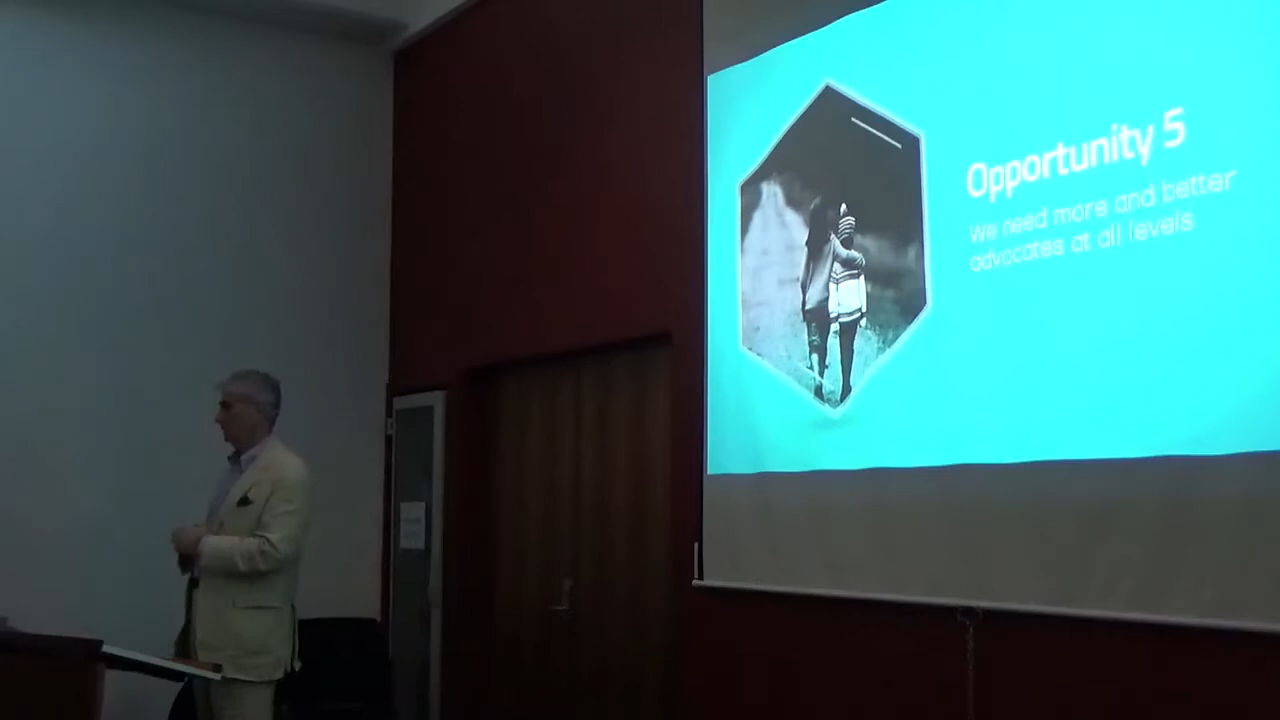 Opportunity 5
We need more and better
advocates at all levels